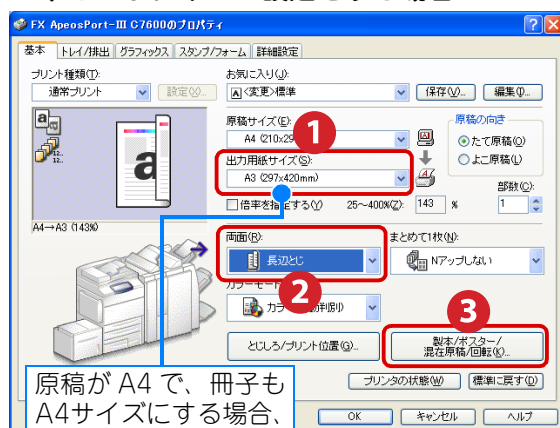 FX ApeosPort-III C7600のプロパティ
基本 トレイ/排出 グラフィックス スタンプ/フォーム 詳細設定
プリント種類(T):
通常プリント
設定(X)...
お気に入り(J):
<変更>標準
保存(V)...
編集(I)...
原稿サイズ(E):
A4 (210x29
1
出力用紙サイズ(S):
A3 (297x420mm)
原稿の向き
たて原稿(O)
よこ原稿(L)
倍率を指定する(Y)
25～400%(Z):
143
%
部数(C):
1
A4→A3 (143%)
両面(R):
長辺とじ
2
まとめて1枚(N):
Nアップしない
カラーモード
カラー
判別)
3
とじしろ/プリント位置(G)...
製本/ポスター/
混在原稿/回転(K)...
プリンタの状態(W)
標準に戻す(D)
原稿が A4 で、冊子も
A4サイズにする場合、
OK
キャンセル
ヘルプ